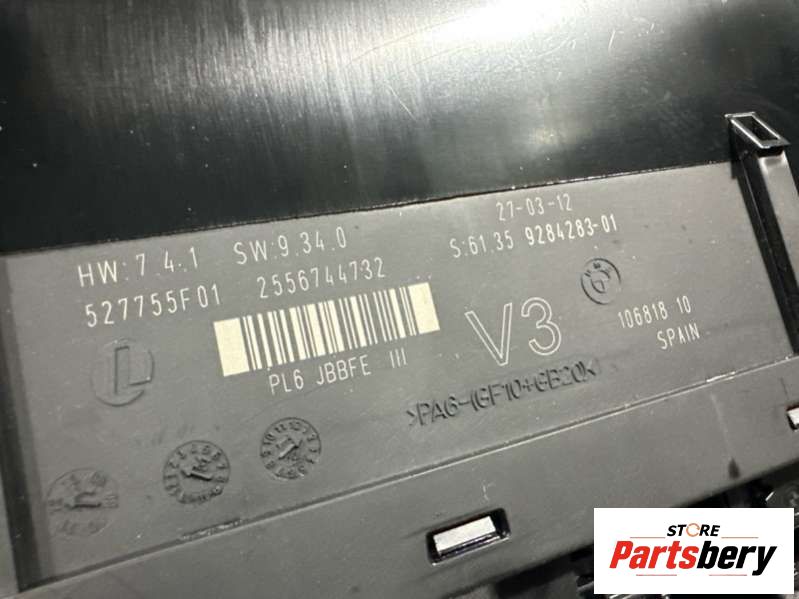 27-03-12
HW:7.4.1 SW:9.34.0 S:61.35 9284283-01
527755F01 2556744732
V3
106818 10
SPAIN
PL6 JBBFE III
>PA6-(GF10+GB20)<
STORE
Partsbery